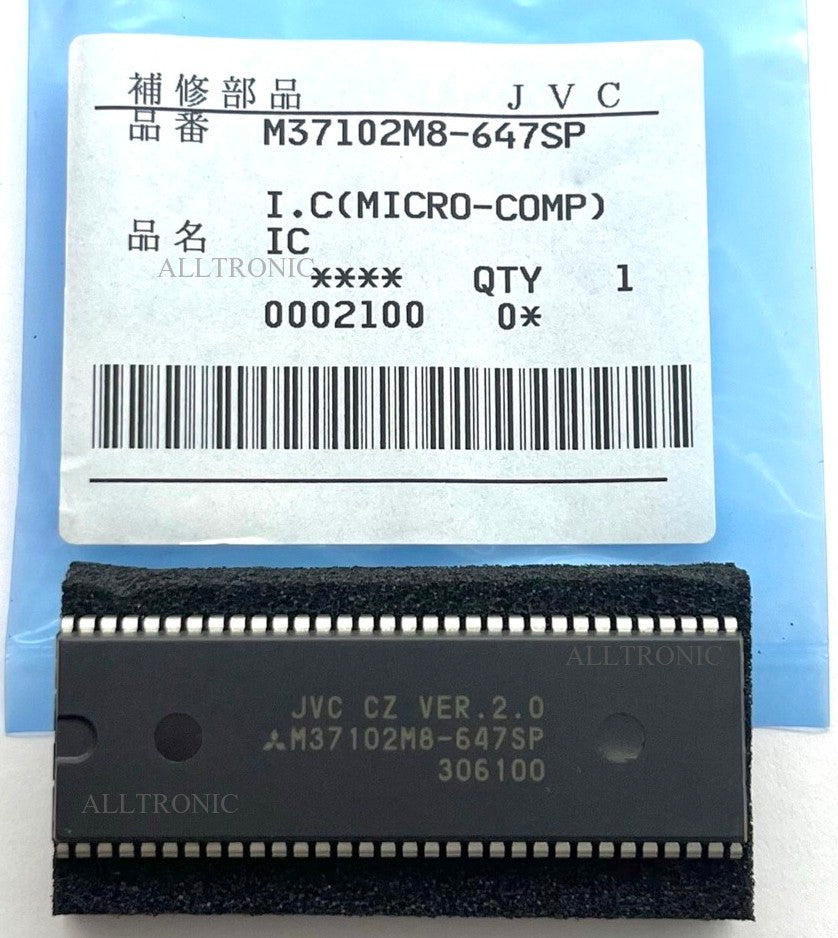 補修部品 JVC
品番 M37102M8-647SP
I.C(MICRO-COMP)
品名 IC
ALLTRONIC
**** QTY 1
0002100 0*
ALLTRONIC
JVC CZ VER.2.0
M37102M8-647SP
306100
ALLTRONIC